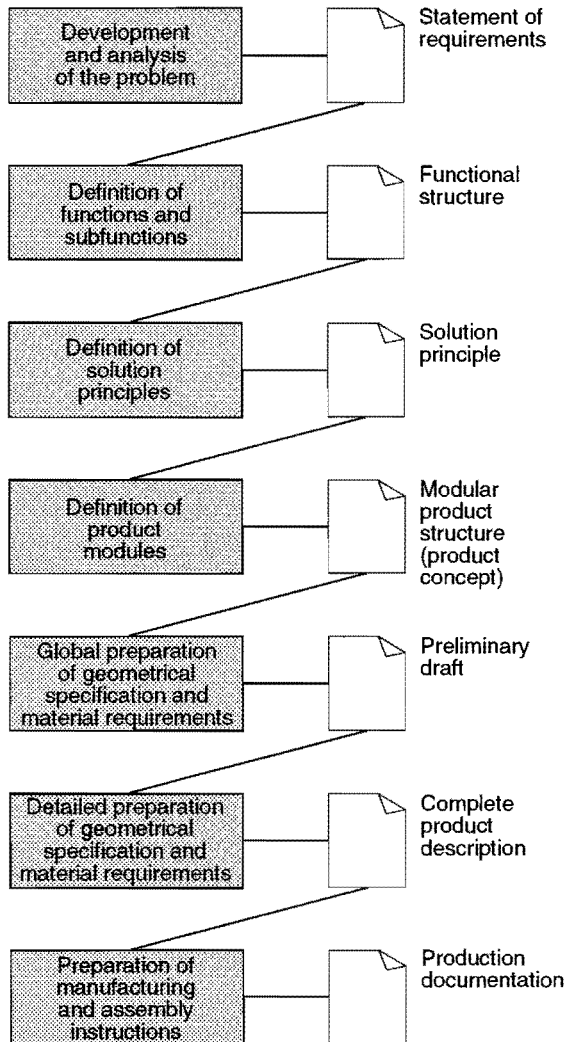 Development
and analysis
of the problem
Statement of
requirements
Definition of
functions and
subfunctions
Functional
structure
Definition of
solution
principles
Solution
principle
Definition of
product
modules
Modular
product
structure
(product
concept)
Global preparation
of geometrical
specification and
material requirements
Preliminary
draft
Detailed preparation
of geometrical
specification and
material requirements
Complete
product
description
Preparation of
manufacturing
and assembly
instructions
Production
documentation